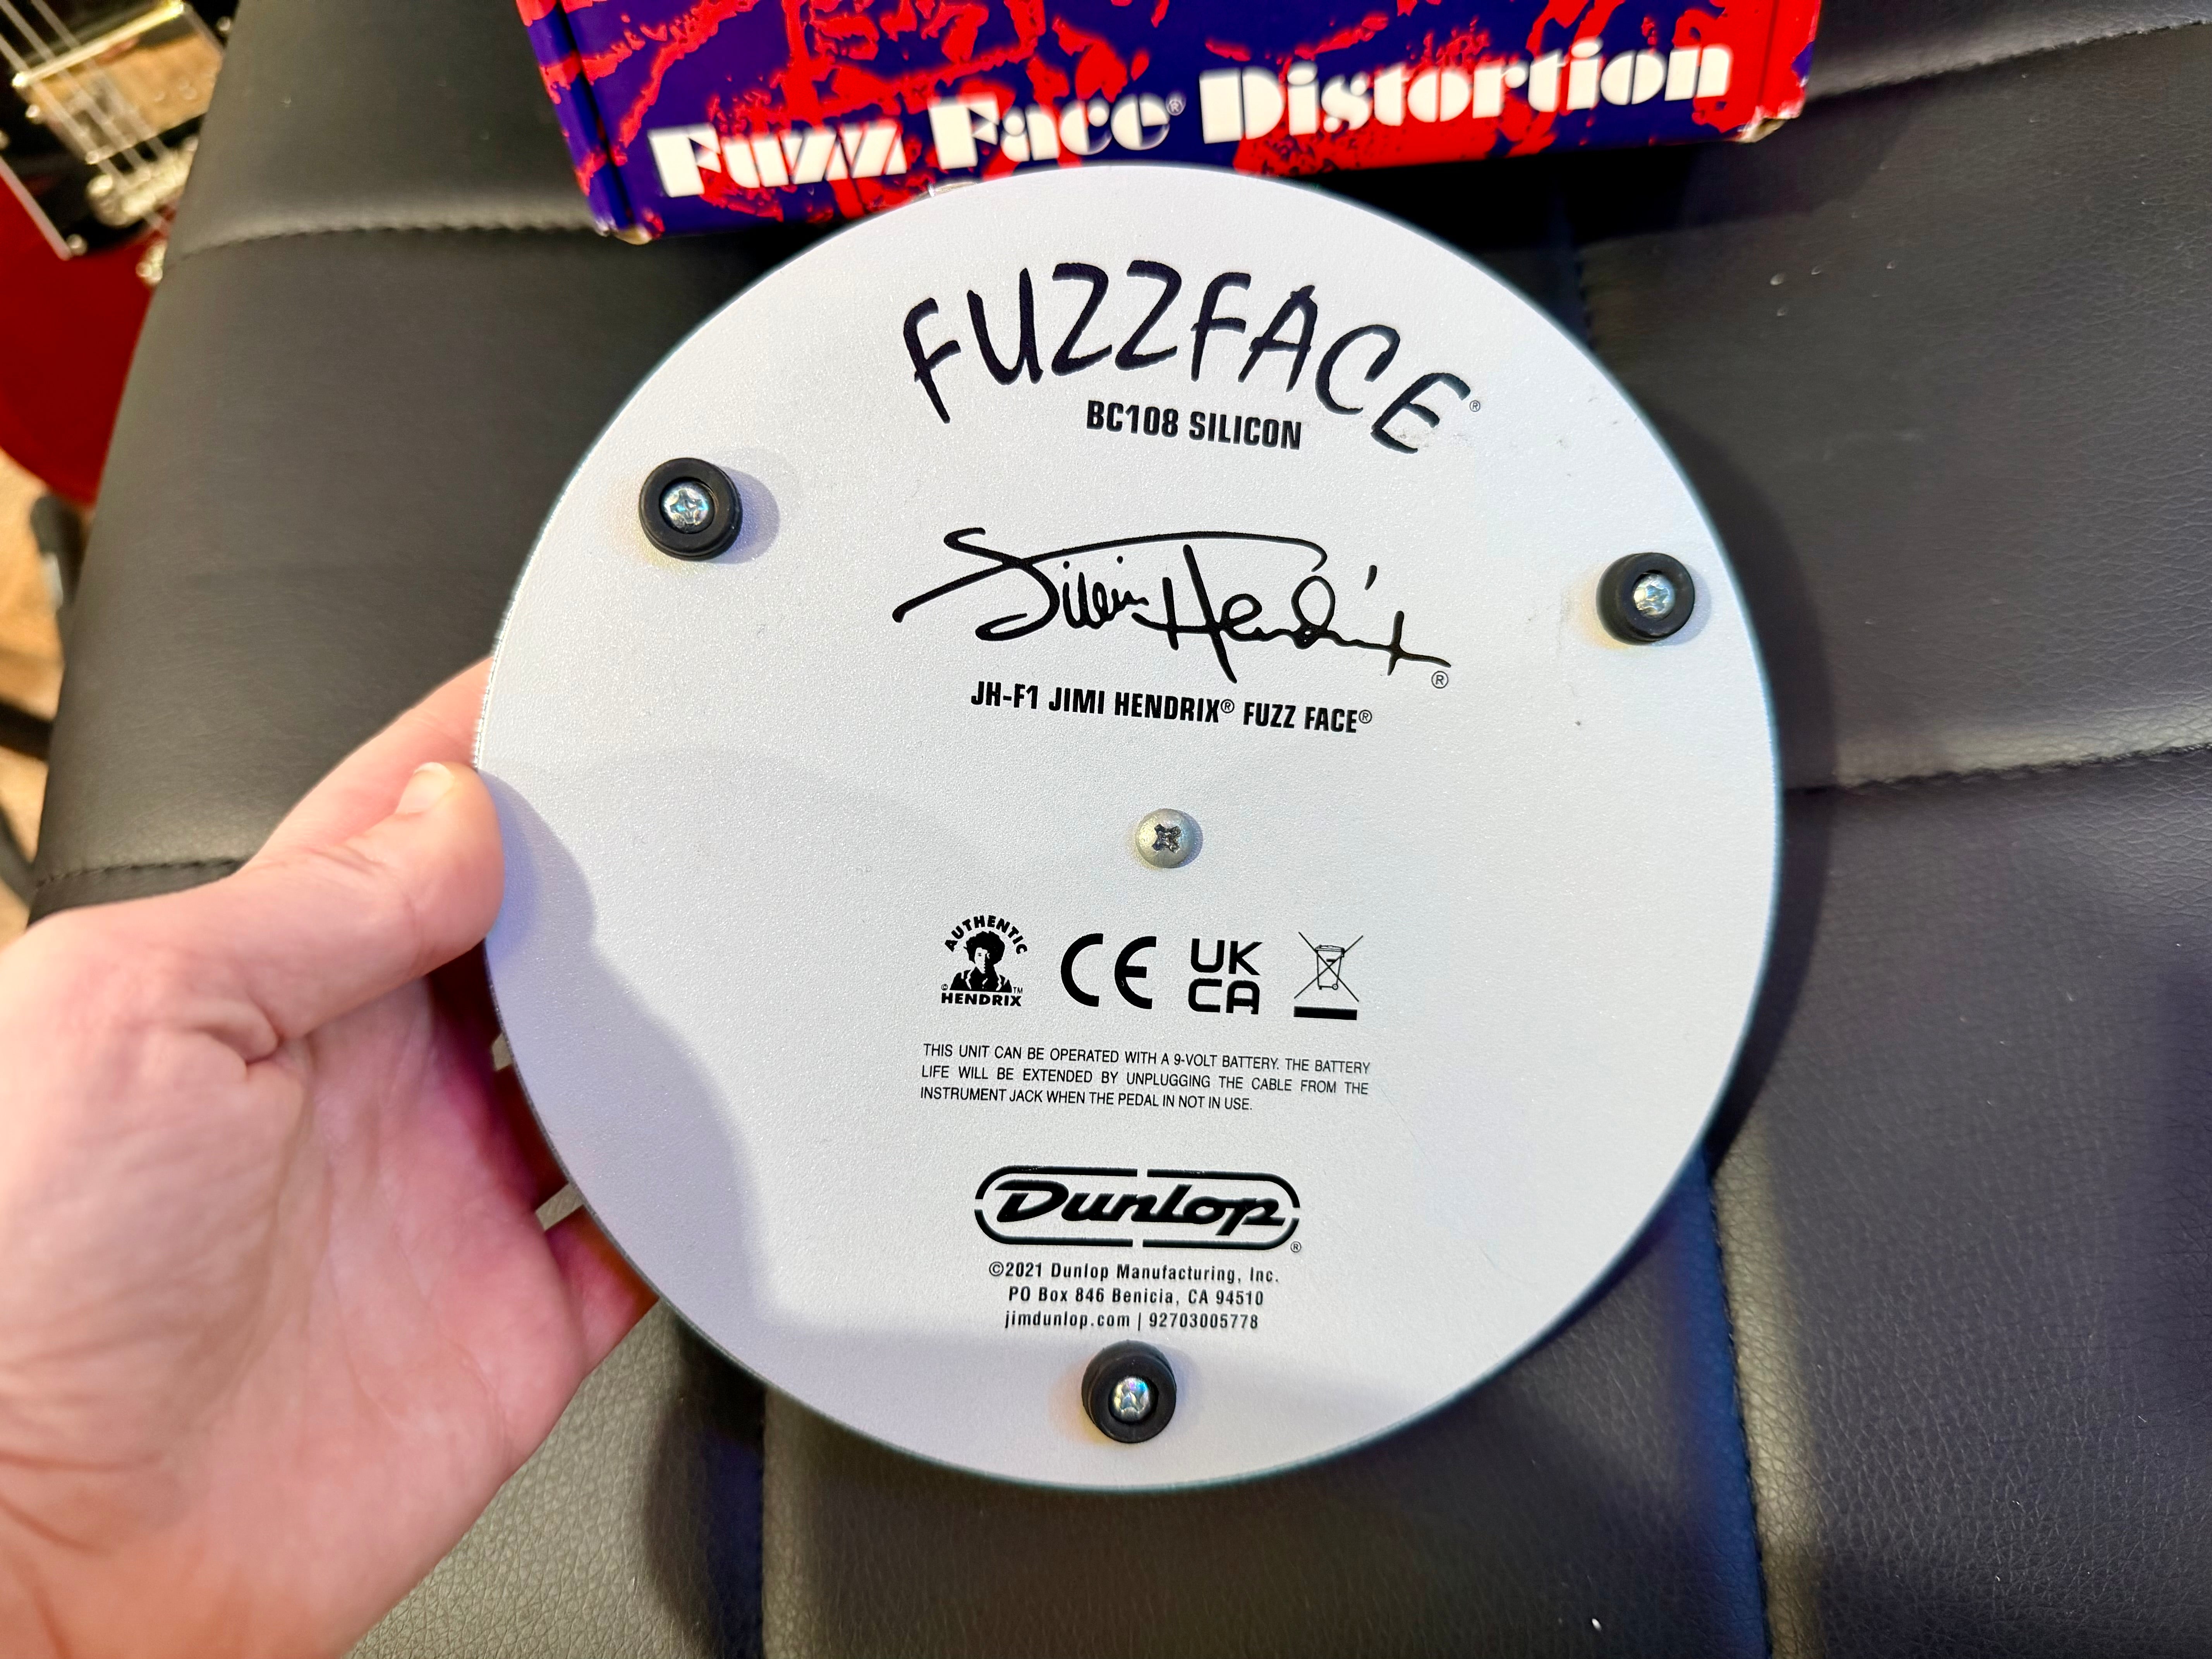 Fuzz Face® Distortion
FUZZFACE®
BC108 SILICON
Jimi Hendrix®
JH-F1 JIMI HENDRIX® FUZZ FACE®
AUTHENTIC
© HENDRIX ™
CE
UK
CA
THIS UNIT CAN BE OPERATED WITH A 9-VOLT BATTERY. THE BATTERY
LIFE WILL BE EXTENDED BY UNPLUGGING THE CABLE FROM THE
INSTRUMENT JACK WHEN THE PEDAL IN NOT IN USE.
Dunlop®
©2021 Dunlop Manufacturing, Inc.
PO Box 846 Benicia, CA 94510
jimdunlop.com | 92703005778